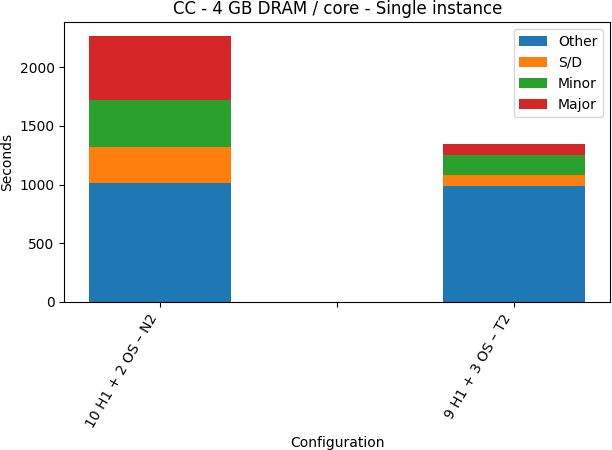 CC - 4 GB DRAM / core - Single instance
Other
S/D
Minor
Major
Seconds
2000
1500
1000
500
0
10 H1 + 2 OS – N2
9 H1 + 3 OS – T2
Configuration